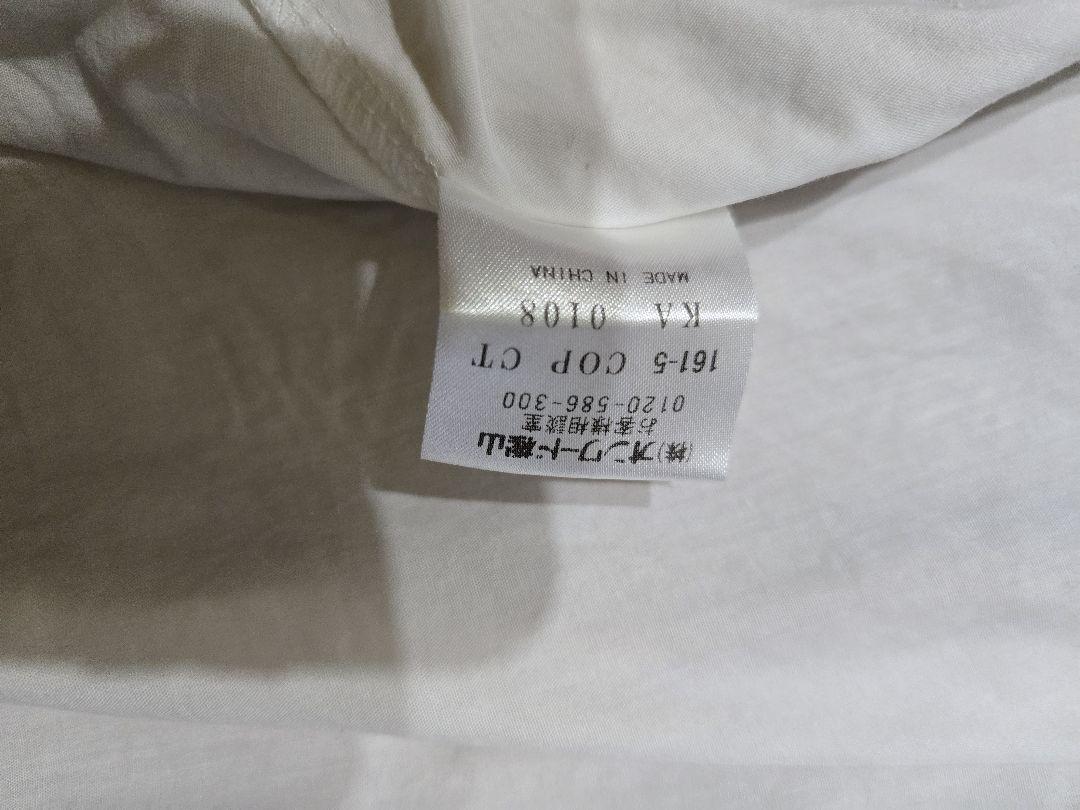 (株)オンワード樫山
お客様相談室
0120-586-300
161-5 COP CT
KA 0108
MADE IN CHINA